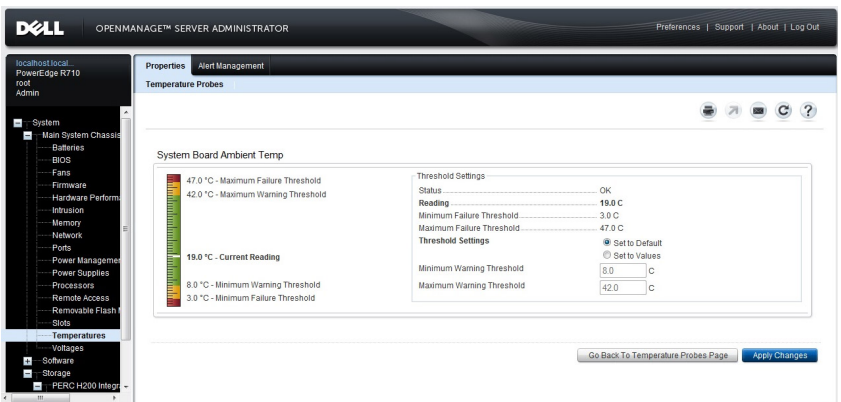 DELL OPENMANAGE™ SERVER ADMINISTRATOR Preferences | Support | About | Log Out
localhost.local...
PowerEdge R710
root
Admin
Properties Alert Management
Temperature Probes
System
Main System Chassis
Batteries
BIOS
Fans
Firmware
Hardware Perform
Intrusion
Memory
Network
Ports
Power Managemen
Power Supplies
Processors
Remote Access
Removable Flash
Slots
Temperatures
Voltages
Software
Storage
PERC H200 Integr
System Board Ambient Temp
47.0 °C - Maximum Failure Threshold
42.0 °C - Maximum Warning Threshold
19.0 °C - Current Reading
8.0 °C - Minimum Warning Threshold
3.0 °C - Minimum Failure Threshold
Threshold Settings
Status OK
Reading 19.0 C
Minimum Failure Threshold 3.0 C
Maximum Failure Threshold 47.0 C
Threshold Settings Set to Default
Set to Values
Minimum Warning Threshold 8.0 C
Maximum Warning Threshold 42.0 C
Go Back To Temperature Probes Page Apply Changes